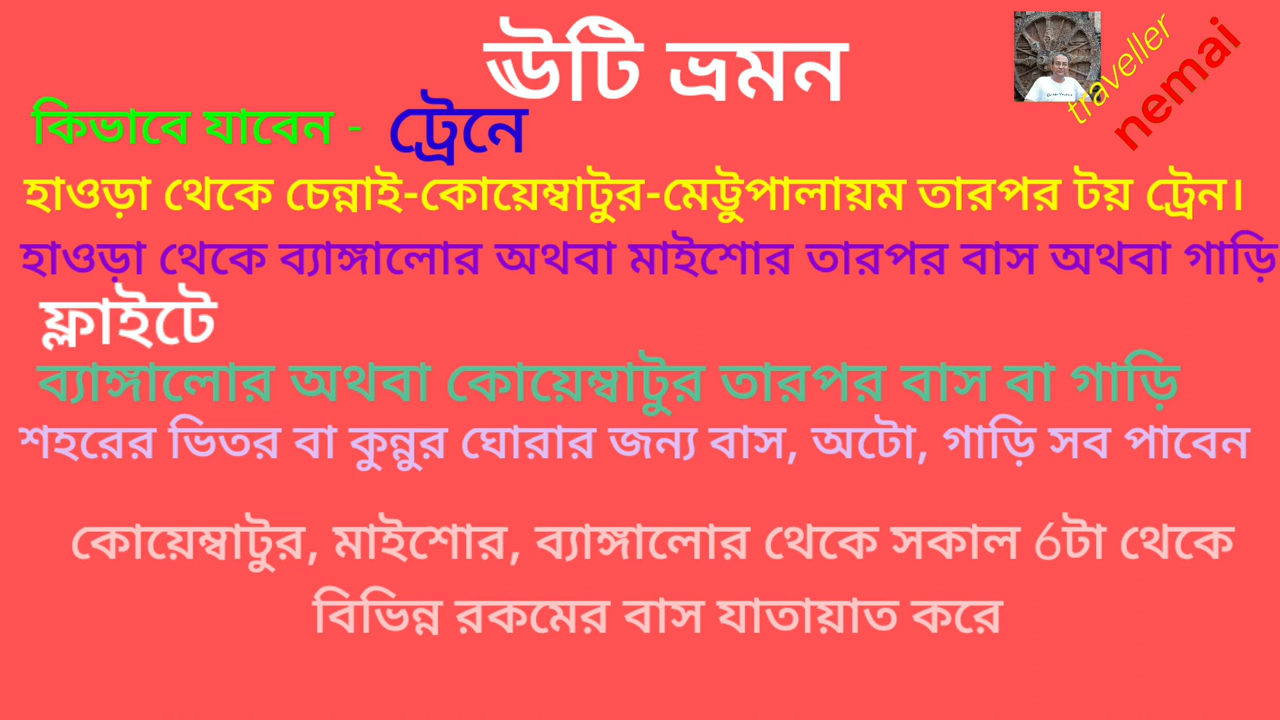 ঊটি ভ্রমন
traveller
nemai
কিভাবে যাবেন - ট্রেনে
হাওড়া থেকে চেন্নাই-কোয়েম্বাটুর-মেট্টুপালায়ম তারপর টয় ট্রেন।
হাওড়া থেকে ব্যাঙ্গালোর অথবা মাইশোর তারপর বাস অথবা গাড়ি
ফ্লাইটে
ব্যাঙ্গালোর অথবা কোয়েম্বাটুর তারপর বাস বা গাড়ি
শহরের ভিতর বা কুন্নুর ঘোরার জন্য বাস, অটো, গাড়ি সব পাবেন
কোয়েম্বাটুর, মাইশোর, ব্যাঙ্গালোর থেকে সকাল 6টা থেকে
বিভিন্ন রকমের বাস যাতায়াত করে